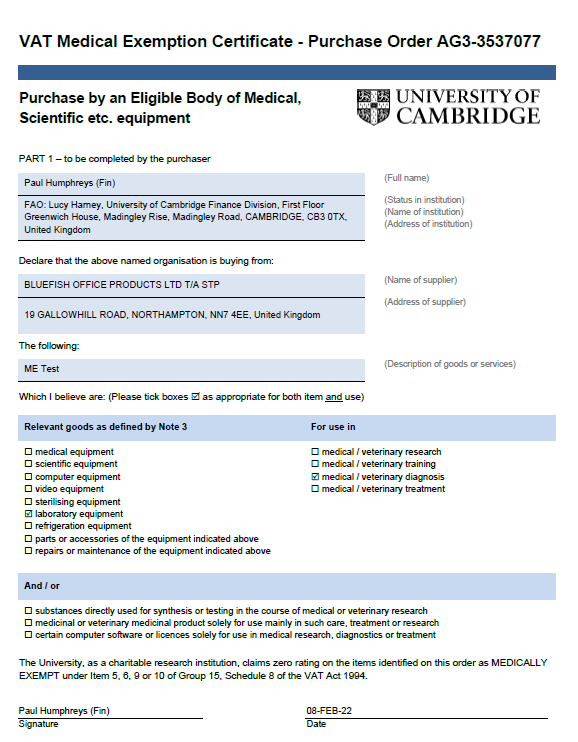 VAT Medical Exemption Certificate - Purchase Order AG3-3537077
Purchase by an Eligible Body of Medical,
Scientific etc. equipment
UNIVERSITY OF
CAMBRIDGE
PART 1 – to be completed by the purchaser
Paul Humphreys (Fin)
(Full name)
FAO: Lucy Harney, University of Cambridge Finance Division, First Floor
Greenwich House, Madingley Rise, Madingley Road, CAMBRIDGE, CB3 0TX,
United Kingdom
(Status in institution)
(Name of institution)
(Address of institution)
Declare that the above named organisation is buying from:
BLUEFISH OFFICE PRODUCTS LTD T/A STP
(Name of supplier)
19 GALLOWHILL ROAD, NORTHAMPTON, NN7 4EE, United Kingdom
(Address of supplier)
The following:
ME Test
(Description of goods or services)
Which I believe are: (Please tick boxes ☑ as appropriate for both item and use)
Relevant goods as defined by Note 3
For use in
☐ medical equipment
☐ scientific equipment
☐ computer equipment
☐ video equipment
☐ sterilising equipment
☑ laboratory equipment
☐ refrigeration equipment
☐ parts or accessories of the equipment indicated above
☐ repairs or maintenance of the equipment indicated above
☐ medical / veterinary research
☐ medical / veterinary training
☑ medical / veterinary diagnosis
☐ medical / veterinary treatment
And / or
☐ substances directly used for synthesis or testing in the course of medical or veterinary research
☐ medicinal or veterinary medicinal product solely for use mainly in such care, treatment or research
☐ certain computer software or licences solely for use in medical research, diagnostics or treatment
The University, as a charitable research institution, claims zero rating on the items identified on this order as MEDICALLY
EXEMPT under Item 5, 6, 9 or 10 of Group 15, Schedule 8 of the VAT Act 1994.
Paul Humphreys (Fin)
08-FEB-22
Signature
Date